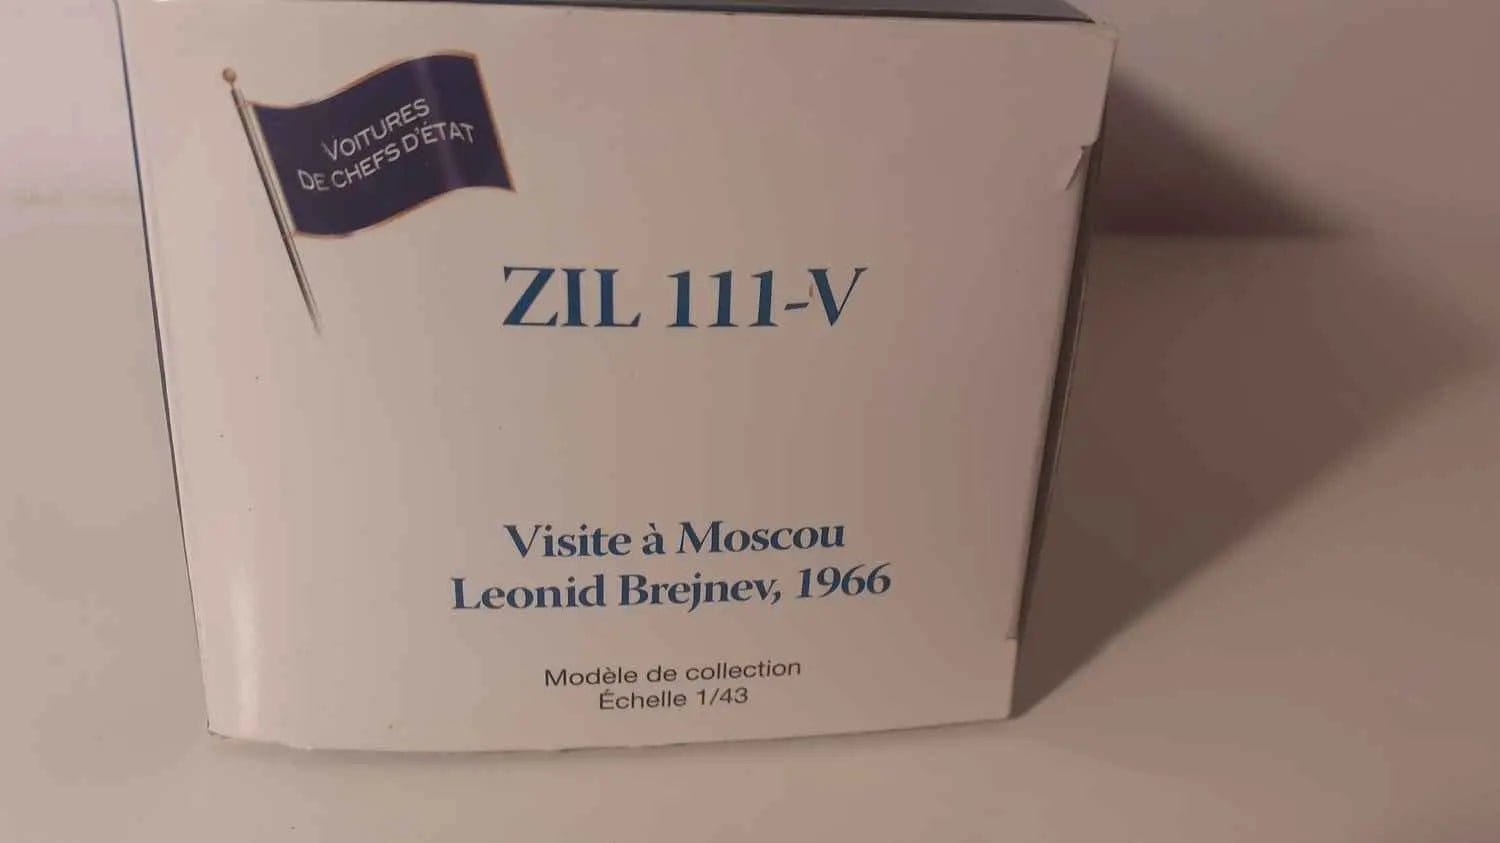 VOITURES
DE CHEFS D'ÉTAT
ZIL 111-V
Visite à Moscou
Leonid Brejnev, 1966
Modèle de collection
Échelle 1/43